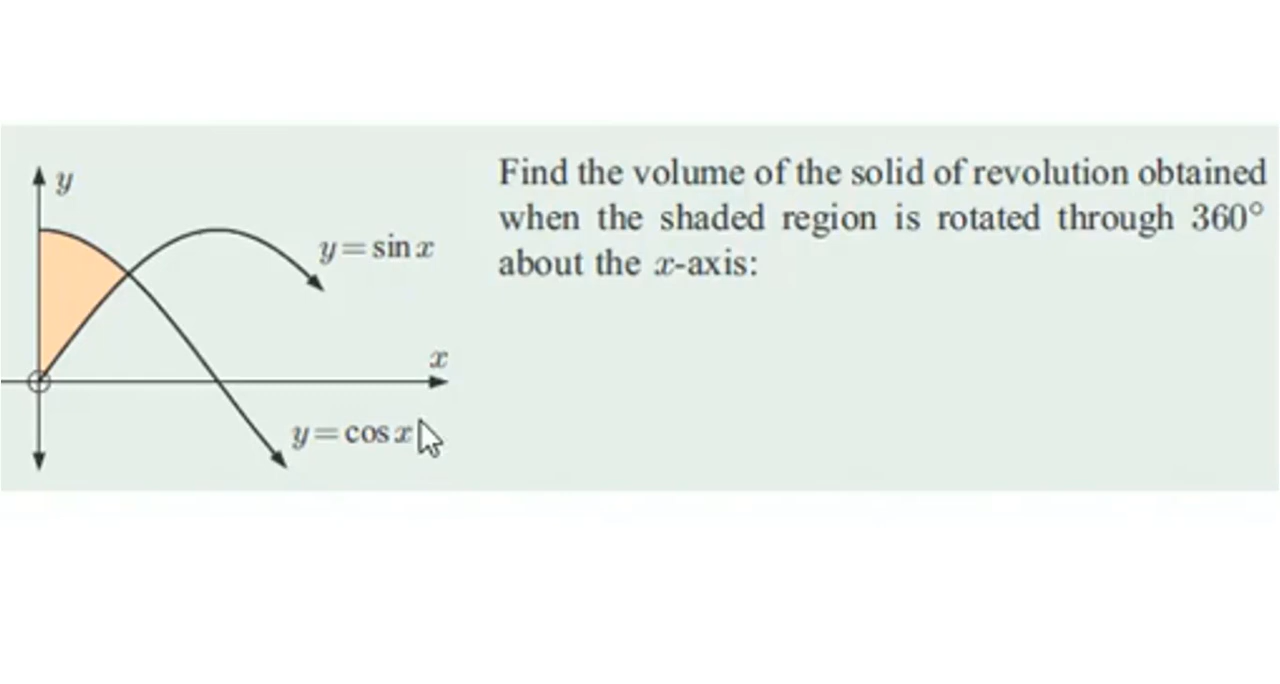 y
y=sin x
x
y=cos x
Find the volume of the solid of revolution obtained
when the shaded region is rotated through 360°
about the x-axis: